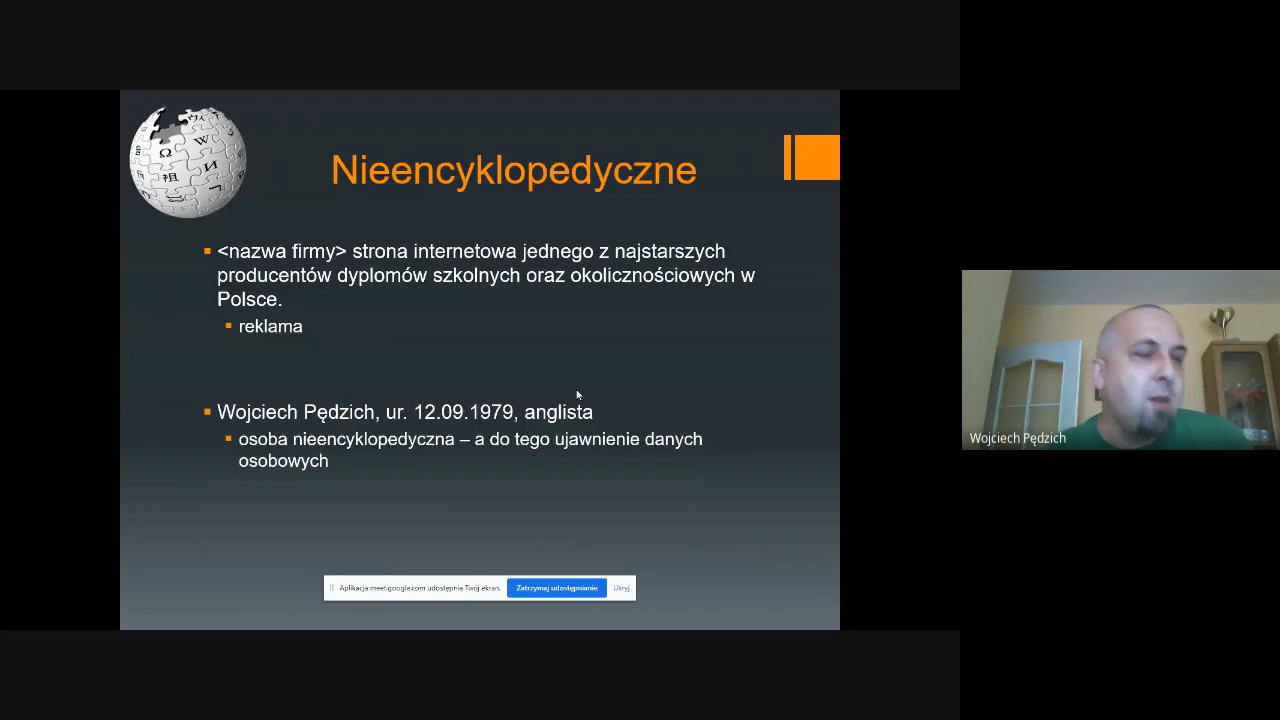 Nieencyklopedyczne
<nazwa firmy> strona internetowa jednego z najstarszych
producentów dyplomów szkolnych oraz okolicznościowych w
Polsce.
reklama
Wojciech Pędzich, ur. 12.09.1979, anglista
osoba nieencyklopedyczna – a do tego ujawnienie danych
osobowych
Aplikacja meet.google.com udostępnia Twój ekran.
Zatrzymaj udostępnianie
Ukryj
Wojciech Pędzich
Ω
W
И
祖